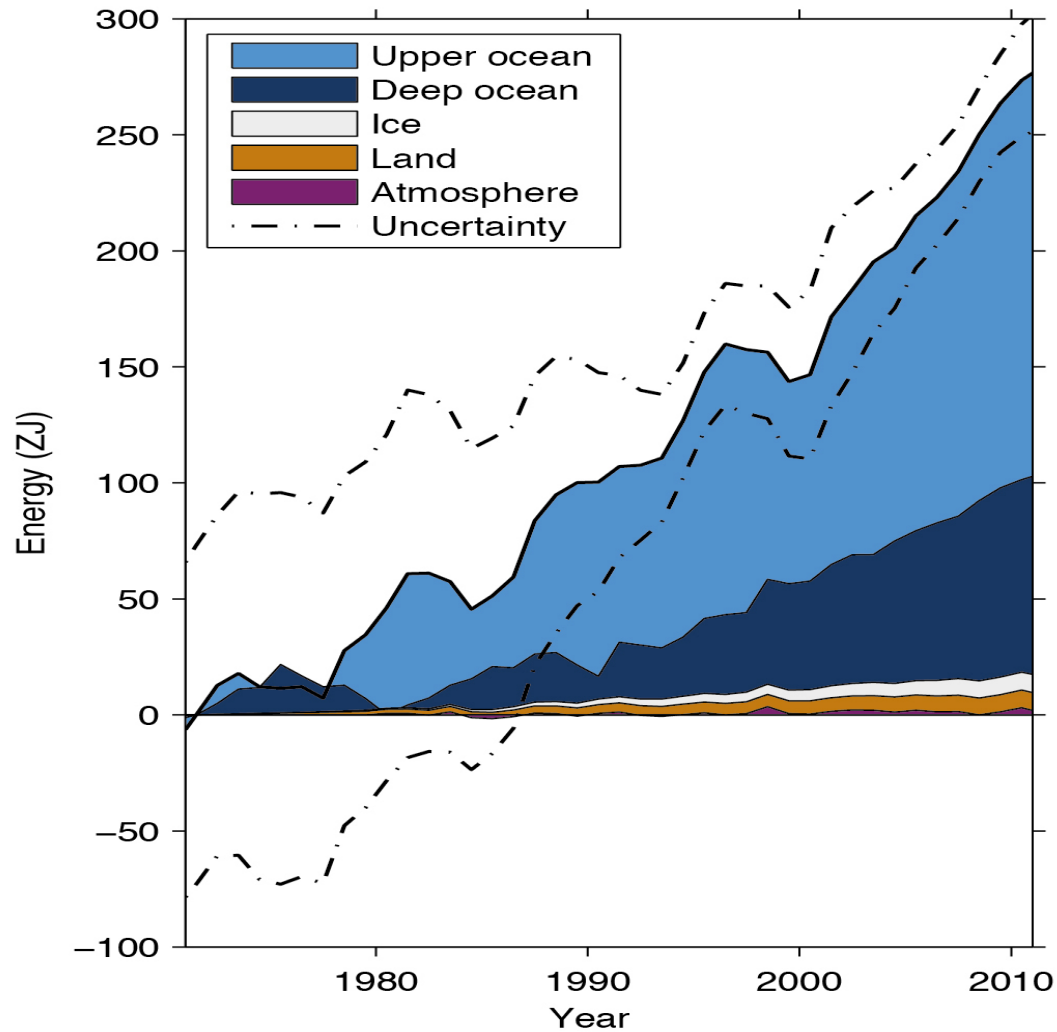 300
250
200
150
100
50
0
−50
−100
Energy (ZJ)
Upper ocean
Deep ocean
Ice
Land
Atmosphere
Uncertainty
1980 1990 2000 2010
Year